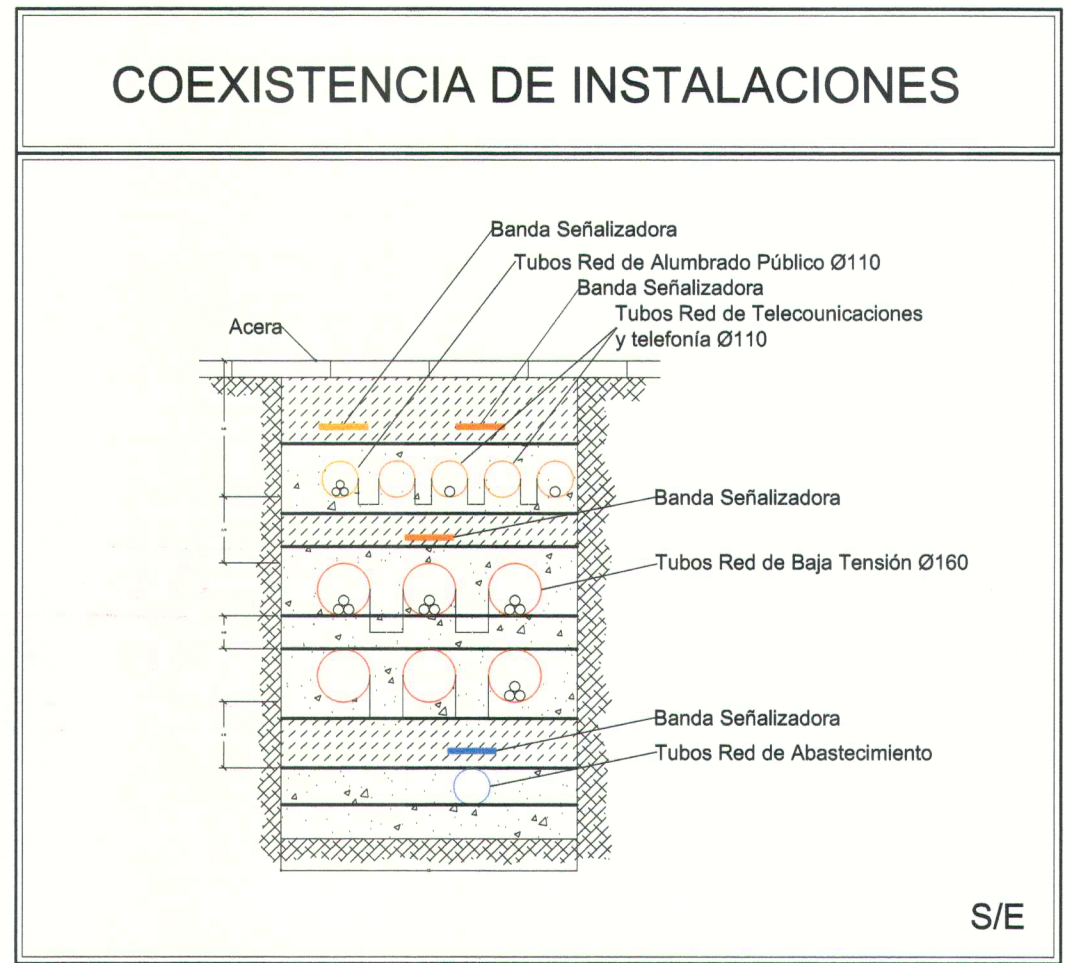 COEXISTENCIA DE INSTALACIONES
Banda Señalizadora
Tubos Red de Alumbrado Público Ø110
Banda Señalizadora
Tubos Red de Telecounicaciones
y telefonía Ø110
Acera
Banda Señalizadora
Tubos Red de Baja Tensión Ø160
Banda Señalizadora
Tubos Red de Abastecimiento
S/E